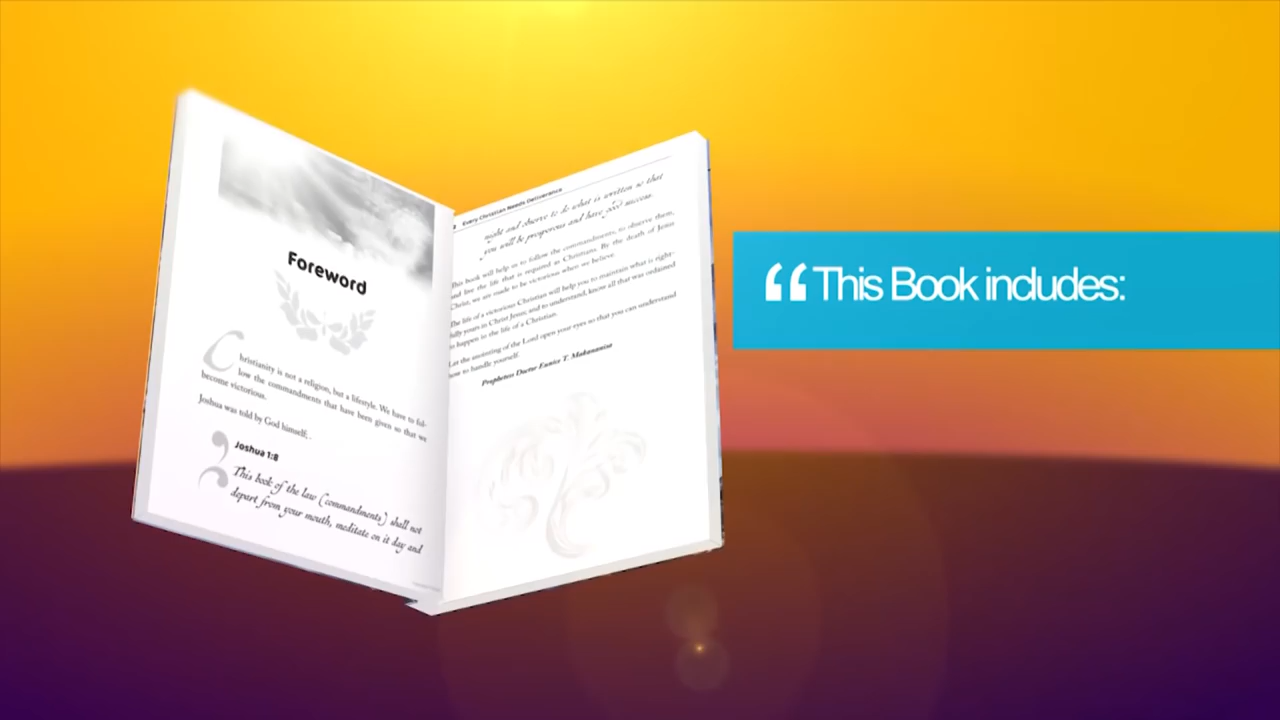 Foreword
Christianity is not a religion, but a lifestyle. We have to fol-
low the commandments that have been given so that we
become victorious.
Joshua was told by God himself; .
Joshua 1:8
This book of the law (commandments) shall not
depart from your mouth, meditate on it day and
2 Every Christian Needs Deliverance
night and observe to do what is written so that
you will be prosperous and have good success.
This book will help us to follow the commandments, to observe them,
and live the life that is required as Christians. By the death of Jesus
Christ, we are made to be victorious when we believe.
The life of a victorious Christian will help you to maintain what is right-
fully yours in Christ Jesus; and to understand, know all that was ordained
to happen in the life of a Christian.
Let the anointing of the Lord open your eyes so that you can understand
how to handle yourself.
Prophetess Doctor Eunice T.
“This Book includes: